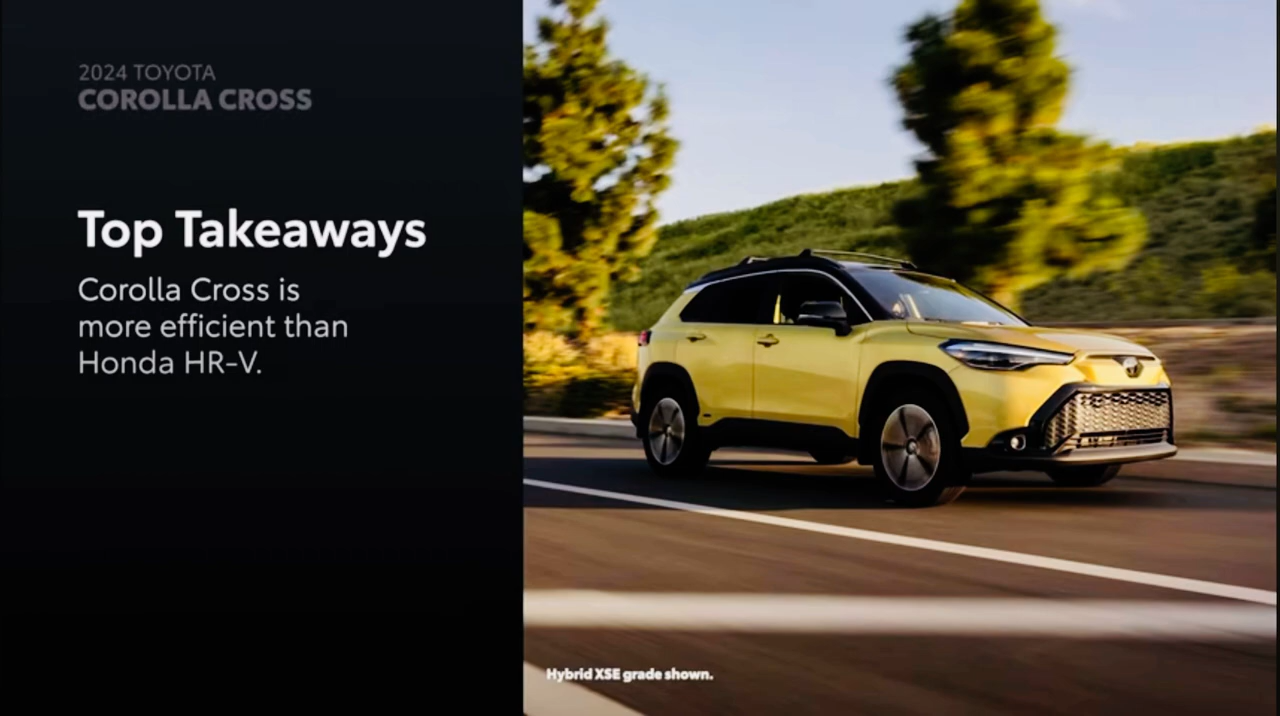 2024 TOYOTA
COROLLA CROSS
Top Takeaways
Corolla Cross is
more efficient than
Honda HR-V.
Hybrid XSE grade shown.